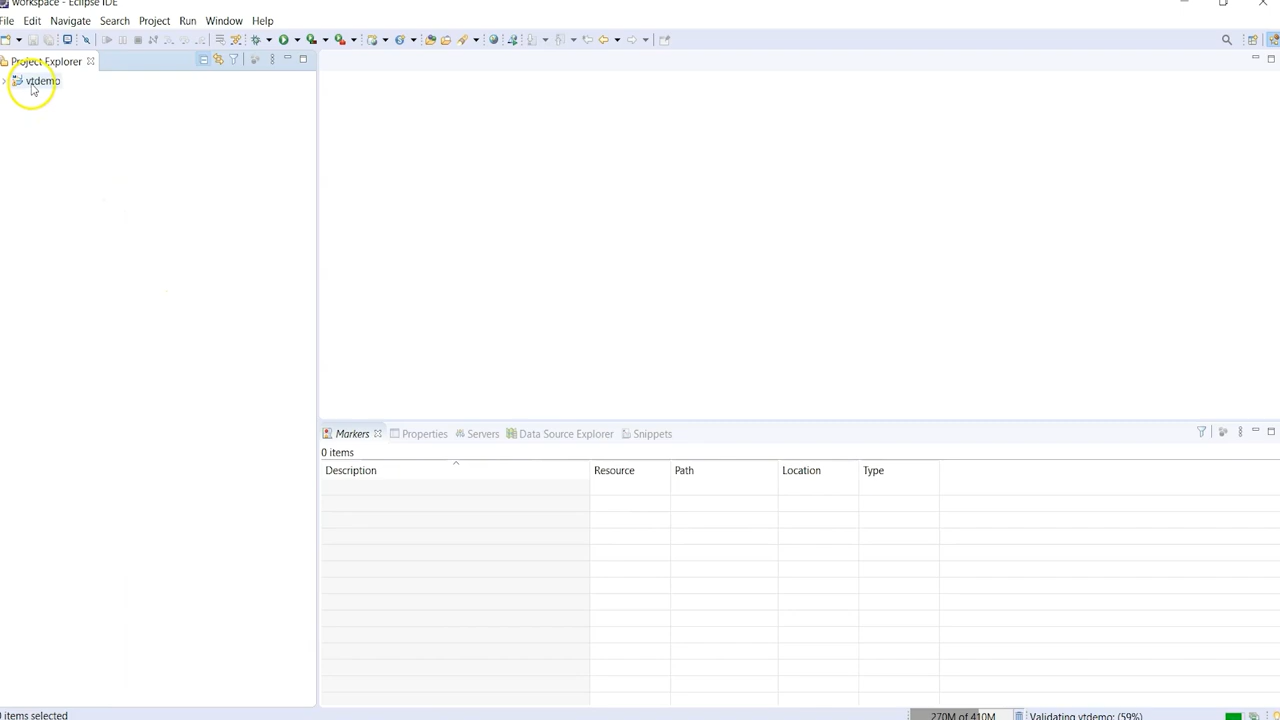 workspace - Eclipse IDE
File Edit Navigate Search Project Run Window Help
Project Explorer
vtdemo
Markers Properties Servers Data Source Explorer Snippets
0 items
Description Resource Path Location Type
0 items selected 270M of 410M Validating vtdemo: (59%)